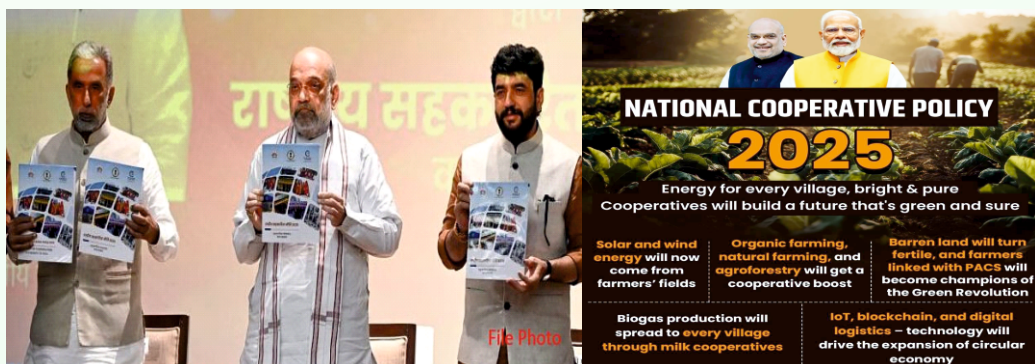 राष्ट्रीय सहकारिता
File Photo
NATIONAL COOPERATIVE POLICY
2025
Energy for every village, bright & pure
Cooperatives will build a future that's green and sure
Solar and wind
energy will now
come from
farmers' fields
Organic farming,
natural farming, and
agroforestry will get a
cooperative boost
Barren land will turn
fertile, and farmers
linked with PACS will
become champions of
the Green Revolution
Biogas production will
spread to every village
through milk cooperatives
IoT, blockchain, and digital
logistics – technology will
drive the expansion of circular
economy